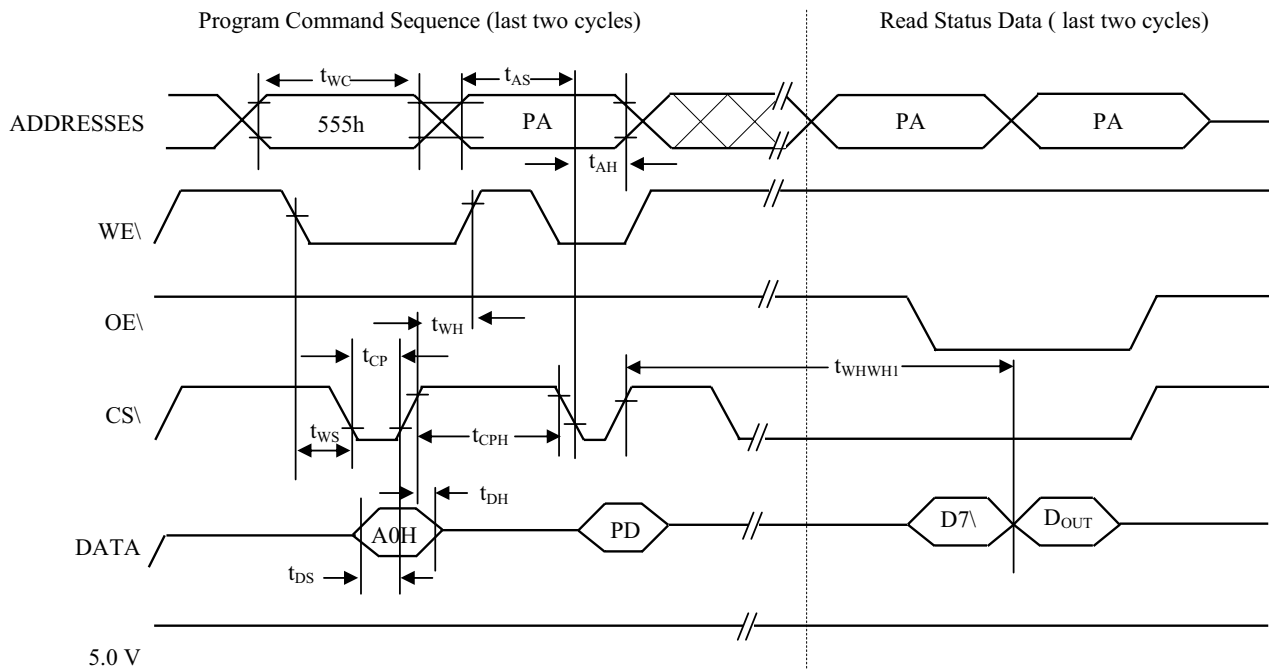 Program Command Sequence (last two cycles)
Read Status Data ( last two cycles)
tWC
tAS
ADDRESSES
555h
PA
PA
PA
tAH
WE\
OE\
tWH
tCP
tWHWH1
CS\
tWS
tCPH
tDH
DATA
A0H
PD
D7\
DOUT
tDS
5.0 V